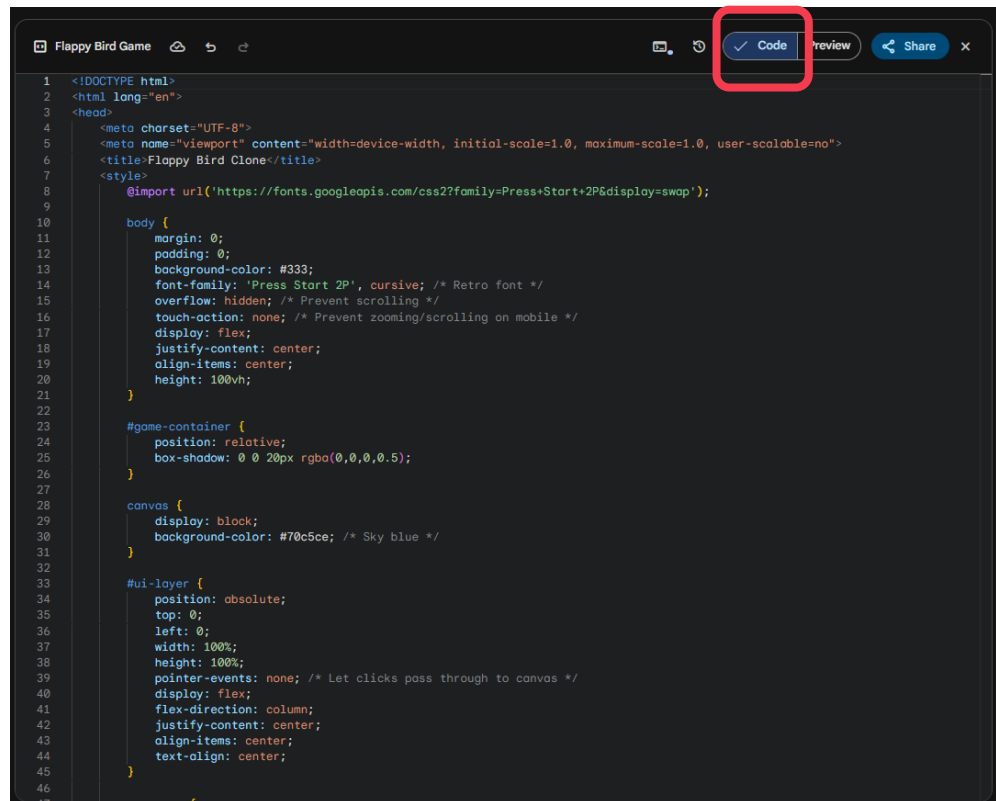 Flappy Bird Game
Code
Preview
Share
1 <!DOCTYPE html>
2 <html lang="en">
3 <head>
4     <meta charset="UTF-8">
5     <meta name="viewport" content="width=device-width, initial-scale=1.0, maximum-scale=1.0, user-scalable=no">
6     <title>Flappy Bird Clone</title>
7     <style>
8         @import url('https://fonts.googleapis.com/css2?family=Press+Start+2P&display=swap');
9
10         body {
11             margin: 0;
12             padding: 0;
13             background-color: #333;
14             font-family: 'Press Start 2P', cursive; /* Retro font */
15             overflow: hidden; /* Prevent scrolling */
16             touch-action: none; /* Prevent zooming/scrolling on mobile */
17             display: flex;
18             justify-content: center;
19             align-items: center;
20             height: 100vh;
21         }
22
23         #game-container {
24             position: relative;
25             box-shadow: 0 0 20px rgba(0,0,0,0.5);
26         }
27
28         canvas {
29             display: block;
30             background-color: #70c5ce; /* Sky blue */
31         }
32
33         #ui-layer {
34             position: absolute;
35             top: 0;
36             left: 0;
37             width: 100%;
38             height: 100%;
39             pointer-events: none; /* Let clicks pass through to canvas */
40             display: flex;
41             flex-direction: column;
42             justify-content: center;
43             align-items: center;
44             text-align: center;
45         }
46